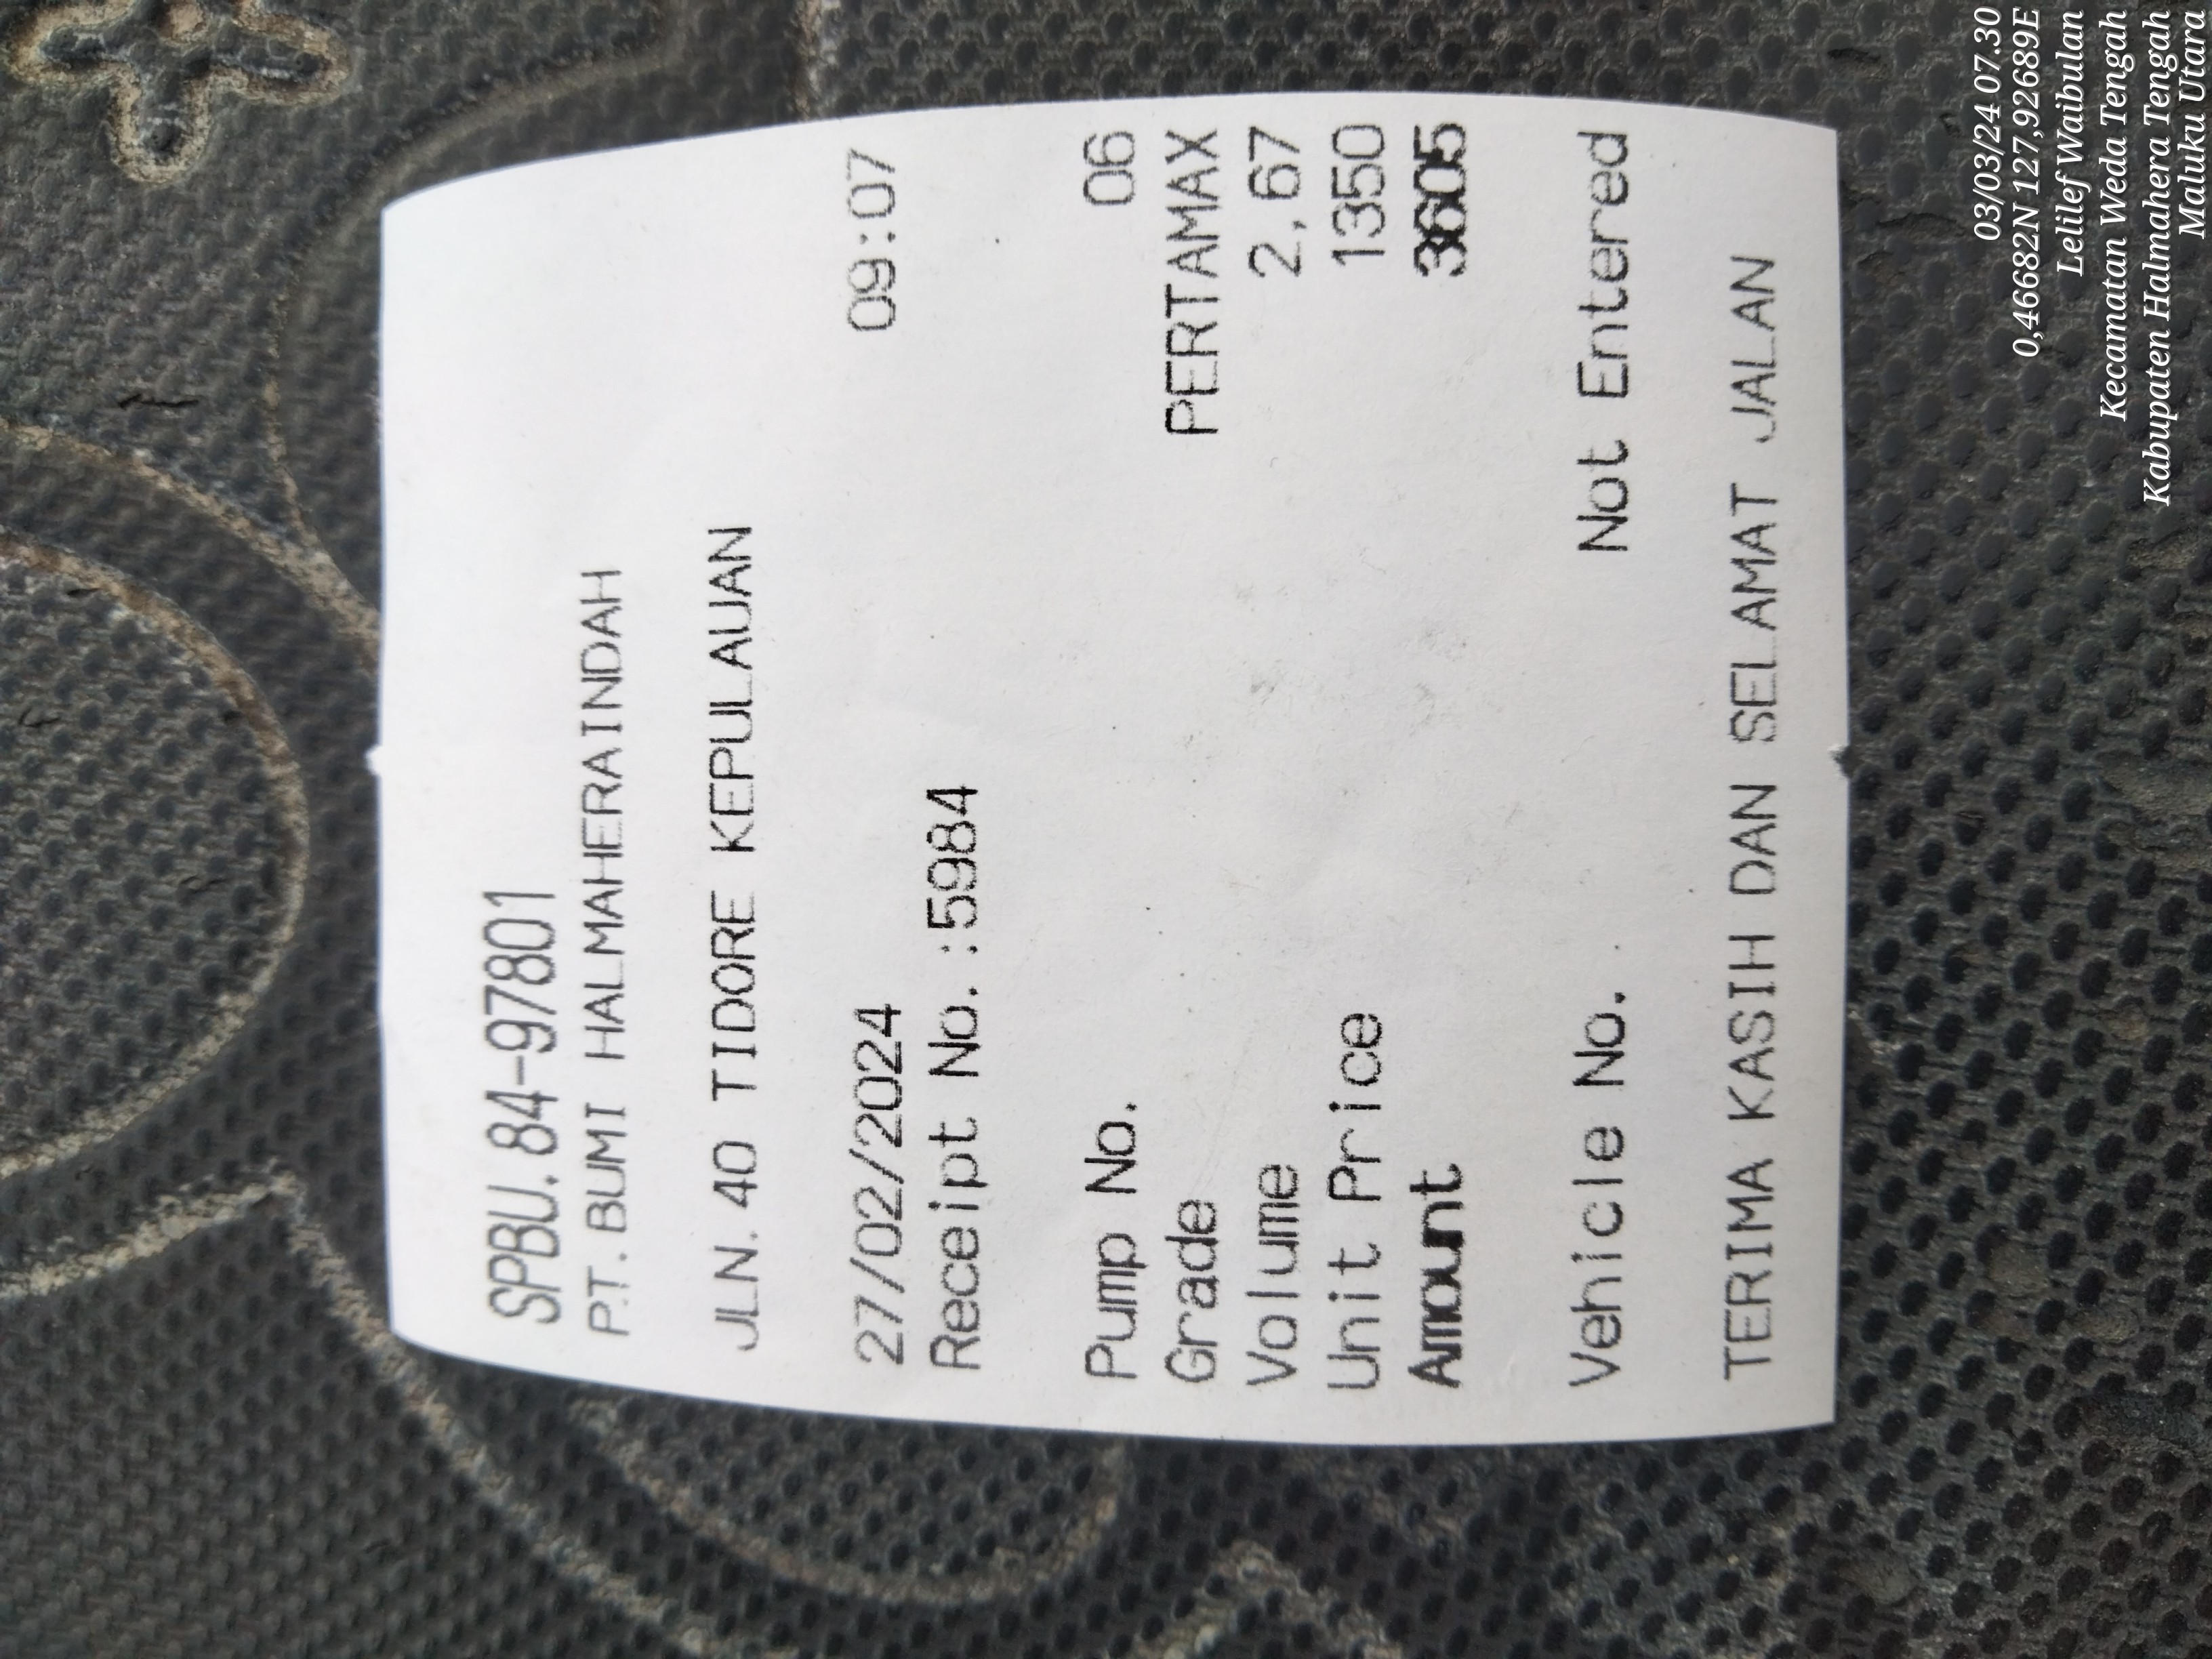 SPBU.84-97801
PT.BUMI HALMAHERAINDAH
JLN.40 TIDORE KEPULAUAN
27/02/2024 09:07
Receipt No.:5984
Pump No. 06
Grade PERTAMAX
Volume 2,67
Unit Price 1350
Amount 3605
Vehicle No. Not Entered
TERIMA KASIH DAN SELAMAT JALAN
03/03/24 07.30
0,46682N 127,92689E
Lelilef Waibulan
Kecamatan Weda Tengah
Kabupaten Halmahera Tengah
Maluku Utara